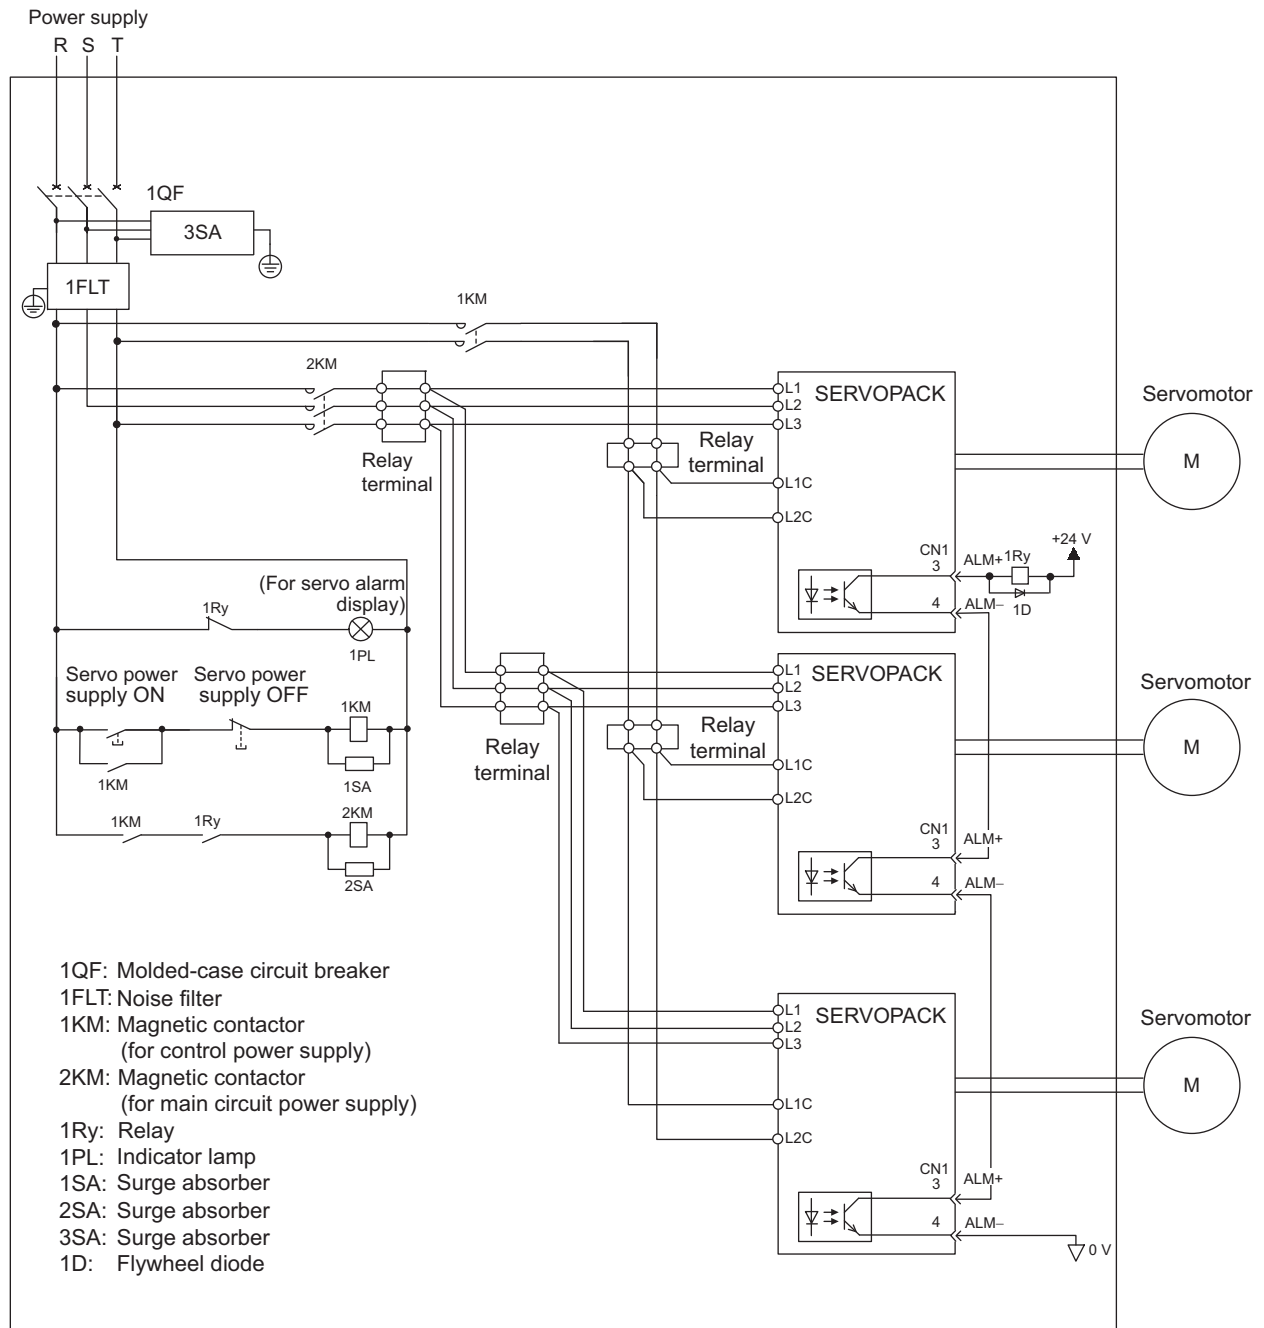 Power supply
R S T
1QF
3SA
1FLT
1KM
2KM
L1
L2
L3
SERVOPACK
Servomotor
M
Relay
terminal
Relay
terminal
L1C
L2C
CN1
3
ALM+
1Ry
+24 V
4
ALM–
1D
(For servo alarm
display)
1Ry
1PL
Servo power
supply ON
Servo power
supply OFF
1KM
1KM
1SA
1KM
1Ry
2KM
2SA
Relay
terminal
L1
L2
L3
SERVOPACK
Servomotor
M
Relay
terminal
L1C
L2C
CN1
3
ALM+
4
ALM–
L1
L2
L3
SERVOPACK
Servomotor
M
L1C
L2C
CN1
3
ALM+
4
ALM–
0 V
1QF: Molded-case circuit breaker
1FLT: Noise filter
1KM: Magnetic contactor
(for control power supply)
2KM: Magnetic contactor
(for main circuit power supply)
1Ry: Relay
1PL: Indicator lamp
1SA: Surge absorber
2SA: Surge absorber
3SA: Surge absorber
1D: Flywheel diode